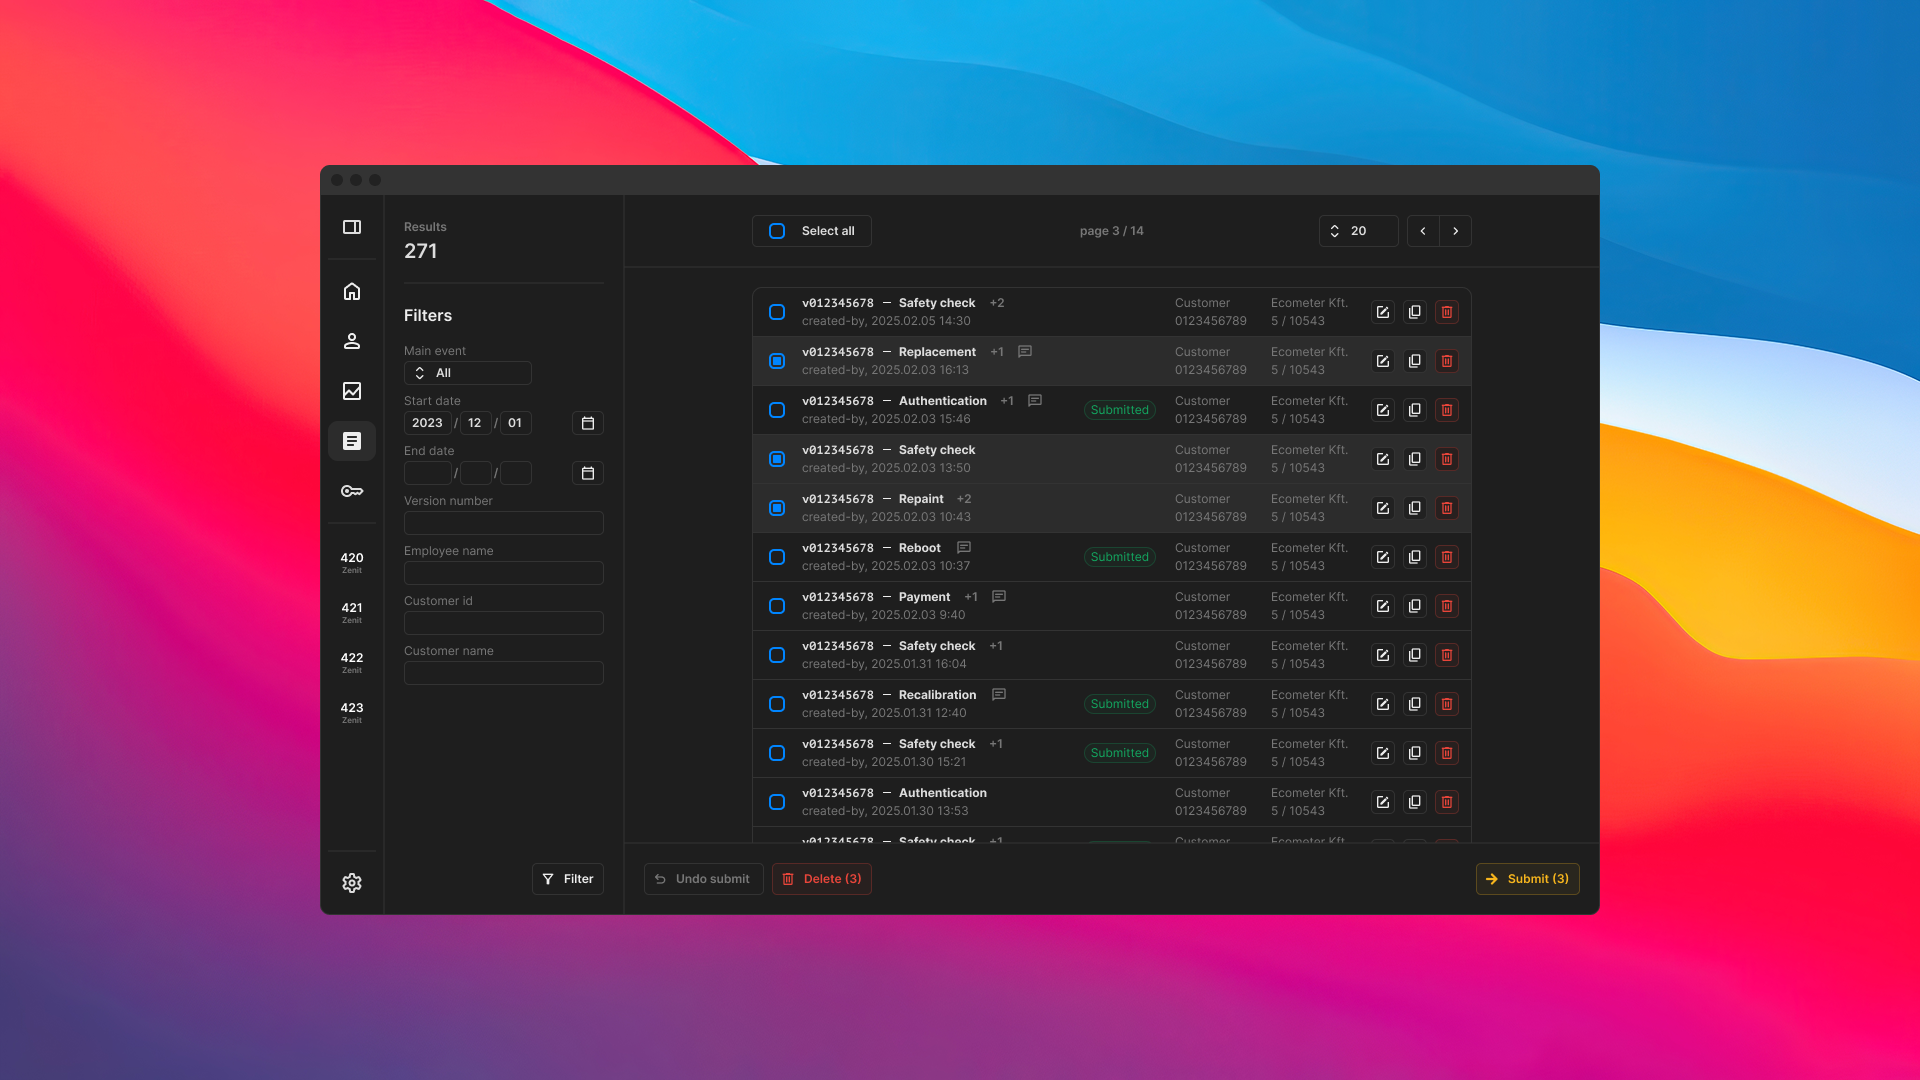 Results
271
Filters
Main event
All
Start date
2023 / 12 / 01
End date
/ /
Version number
Employee name
Customer id
Customer name
Filter
420
Zenit
421
Zenit
422
Zenit
423
Zenit
Select all
page 3 / 14
20
v012345678 — Safety check +2
created-by, 2025.02.05 14:30
Customer
0123456789
Ecometer Kft.
5 / 10543
v012345678 — Replacement +1
created-by, 2025.02.03 16:13
Customer
0123456789
Ecometer Kft.
5 / 10543
v012345678 — Authentication +1
created-by, 2025.02.03 15:46
Submitted
Customer
0123456789
Ecometer Kft.
5 / 10543
v012345678 — Safety check
created-by, 2025.02.03 13:50
Customer
0123456789
Ecometer Kft.
5 / 10543
v012345678 — Repaint +2
created-by, 2025.02.03 10:43
Customer
0123456789
Ecometer Kft.
5 / 10543
v012345678 — Reboot
created-by, 2025.02.03 10:37
Submitted
Customer
0123456789
Ecometer Kft.
5 / 10543
v012345678 — Payment +1
created-by, 2025.02.03 9:40
Customer
0123456789
Ecometer Kft.
5 / 10543
v012345678 — Safety check +1
created-by, 2025.01.31 16:04
Customer
0123456789
Ecometer Kft.
5 / 10543
v012345678 — Recalibration
created-by, 2025.01.31 12:40
Submitted
Customer
0123456789
Ecometer Kft.
5 / 10543
v012345678 — Safety check +1
created-by, 2025.01.30 15:21
Submitted
Customer
0123456789
Ecometer Kft.
5 / 10543
v012345678 — Authentication
created-by, 2025.01.30 13:53
Customer
0123456789
Ecometer Kft.
5 / 10543
v012345678 — Safety check +1
Customer
Ecometer Kft.
Undo submit
Delete (3)
Submit (3)